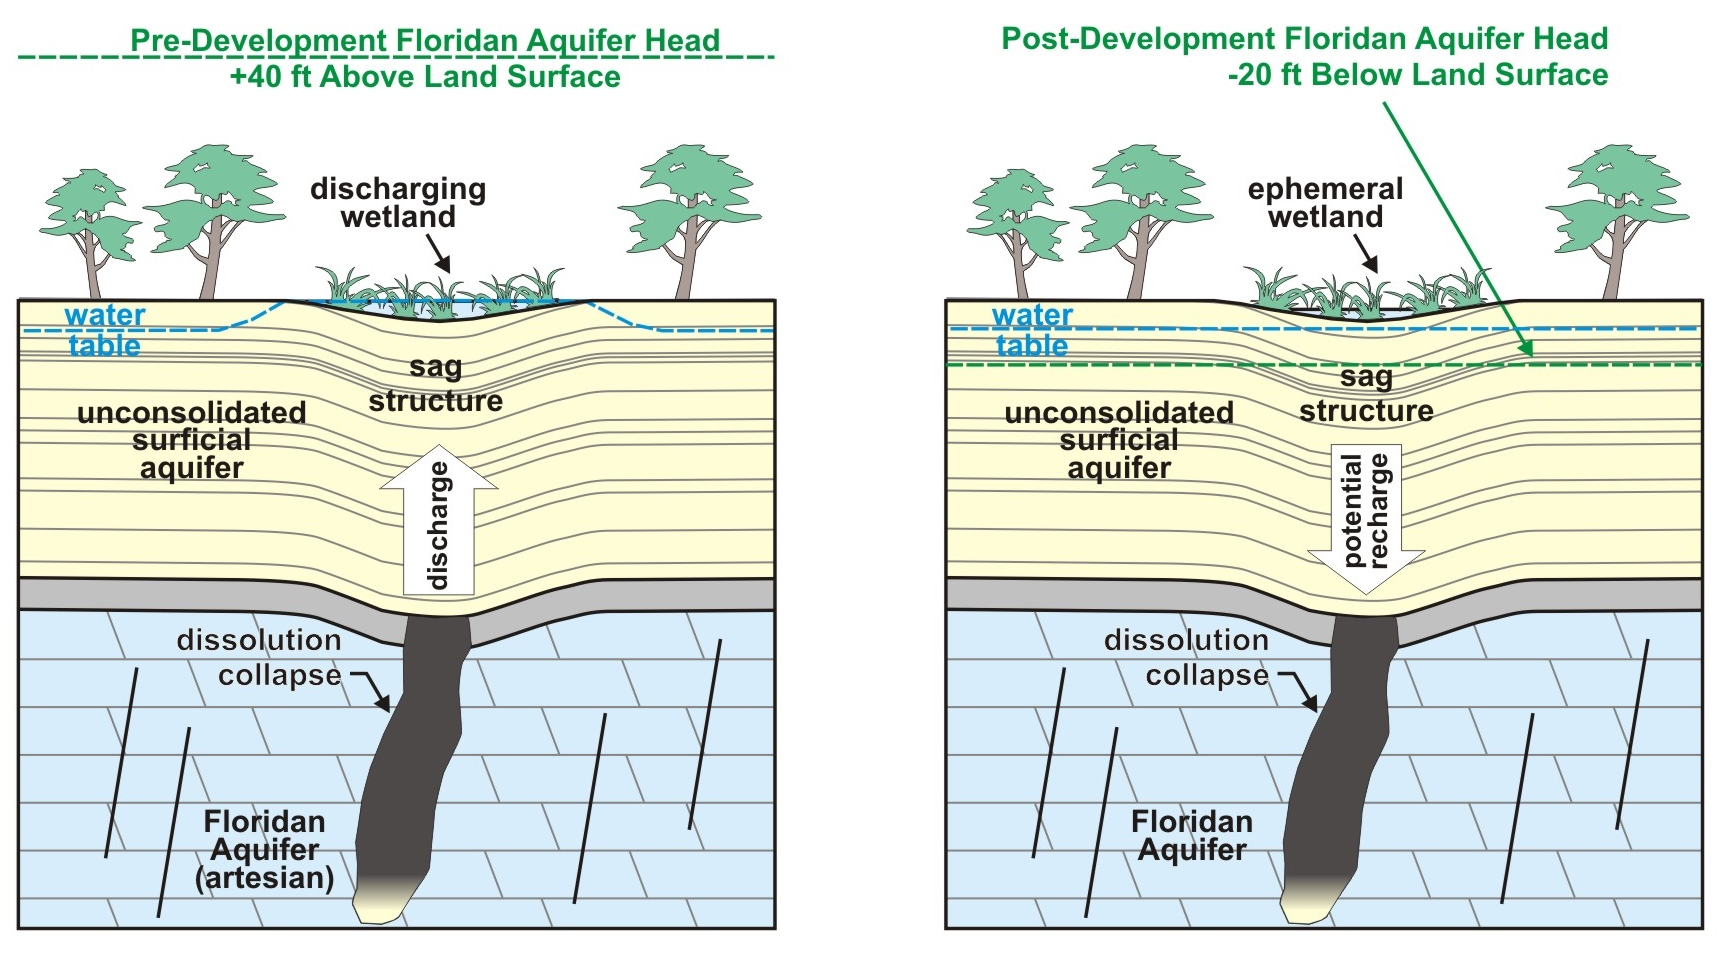 Pre-Development Floridan Aquifer Head
+40 ft Above Land Surface
discharging
wetland
water
table
sag
structure
unconsolidated
surficial
aquifer
discharge
dissolution
collapse
Floridan
Aquifer
(artesian)
Post-Development Floridan Aquifer Head
-20 ft Below Land Surface
ephemeral
wetland
water
table
sag
structure
unconsolidated
surficial
aquifer
potential
recharge
dissolution
collapse
Floridan
Aquifer